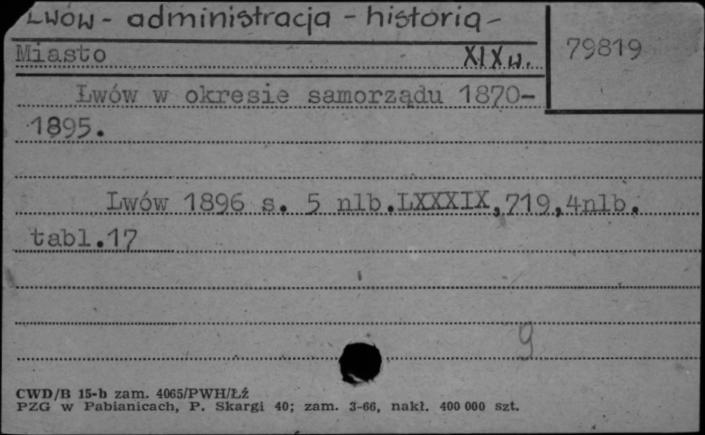 Lwów - administracja - historia -
Miasto XIX w.
79819
Lwów w okresie samorządu 1870-
1895.
Lwów 1896 s. 5 nlb.LXXXIX,719,4nlb.
tabl.17
9
CWD/B 15-b zam. 4065/PWH/Łź
PZG w Pabianicach, P. Skargi 40; zam. 3-66, nakł. 400 000 szt.